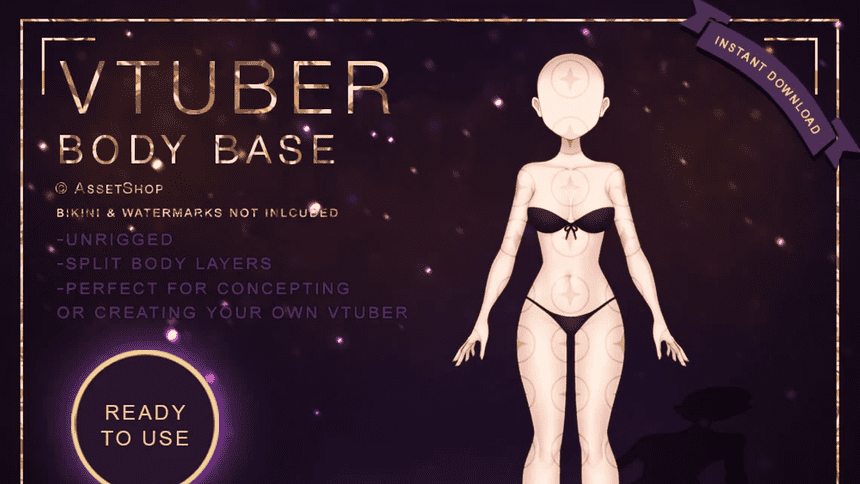 VTUBER
BODY BASE
© ASSETSHOP
BIKINI & WATERMARKS NOT INLCUDED
-UNRIGGED
-SPLIT BODY LAYERS
-PERFECT FOR CONCEPTING
OR CREATING YOUR OWN VTUBER
READY
TO USE
INSTANT DOWNLOAD